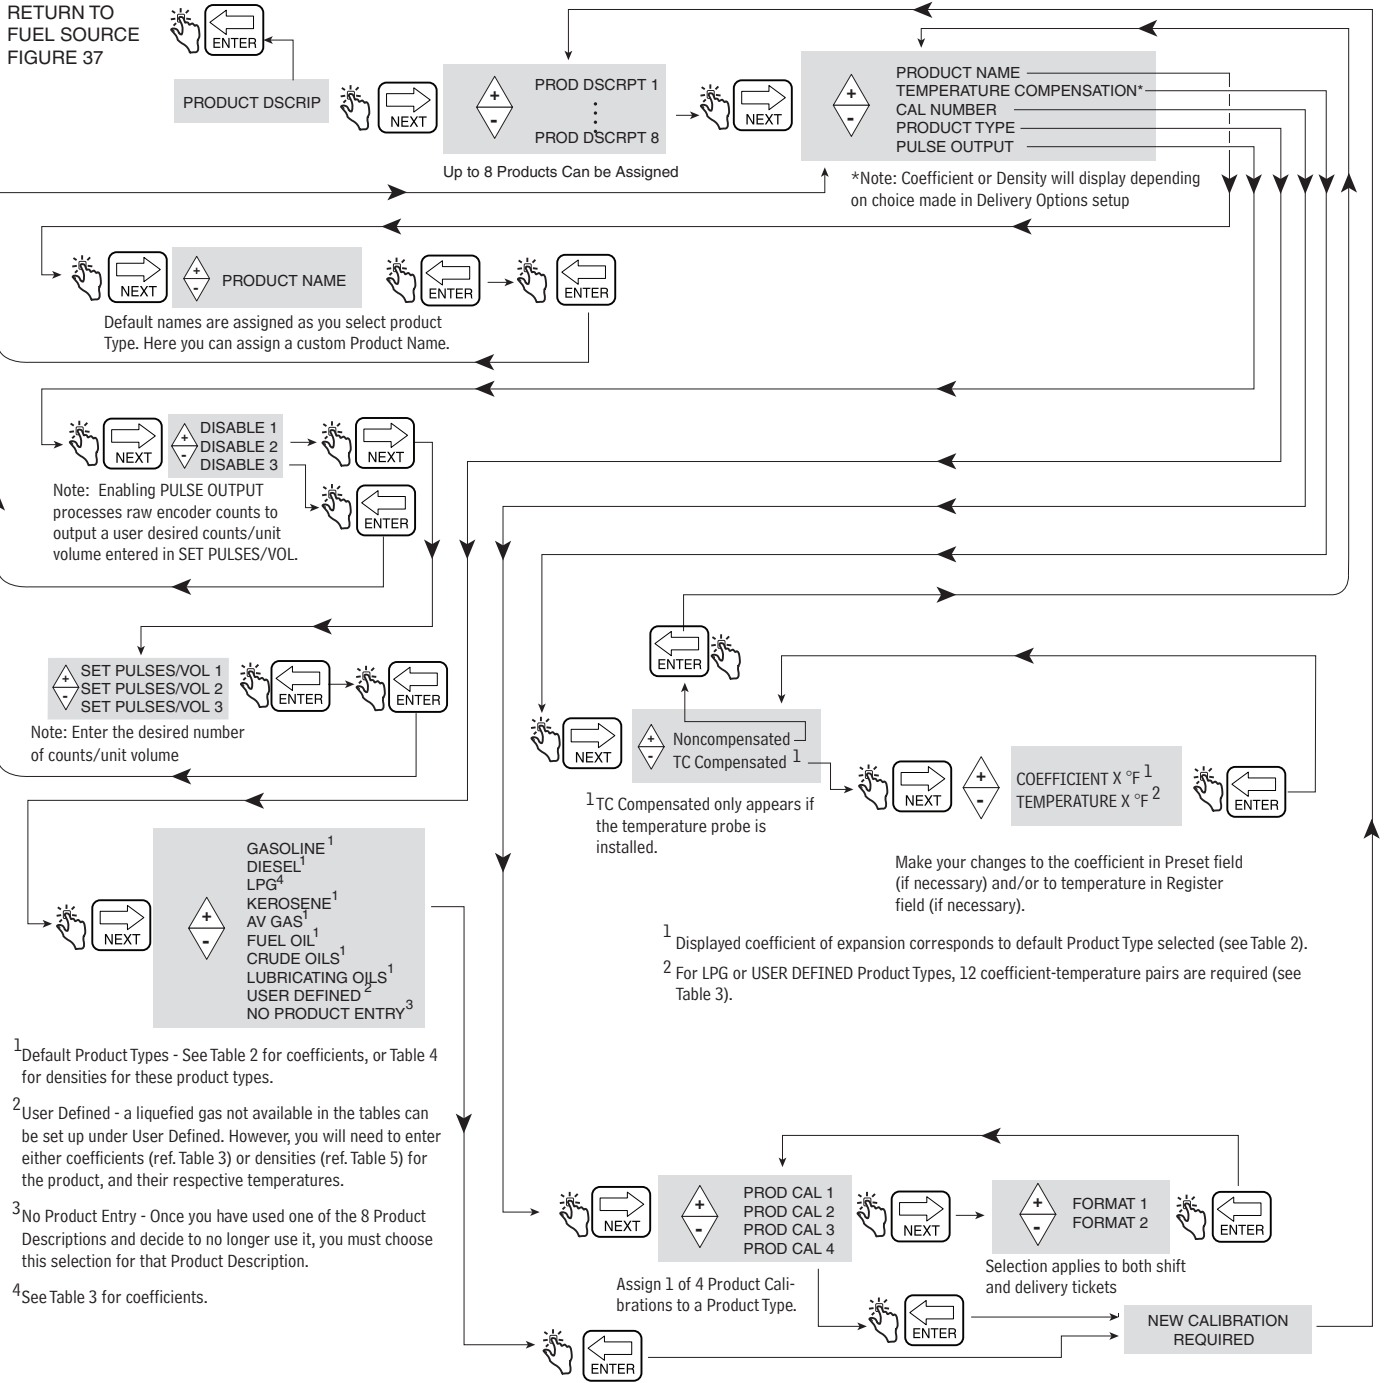 RETURN TO
FUEL SOURCE
FIGURE 37
ENTER
PRODUCT DSCRIP
NEXT
+
-
PROD DSCRPT 1
PROD DSCRPT 8
Up to 8 Products Can be Assigned
NEXT
+
-
PRODUCT NAME
TEMPERATURE COMPENSATION*
CAL NUMBER
PRODUCT TYPE
PULSE OUTPUT
*Note: Coefficient or Density will display depending
on choice made in Delivery Options setup
NEXT
+
-
PRODUCT NAME
ENTER
ENTER
Default names are assigned as you select product
Type. Here you can assign a custom Product Name.
NEXT
+
-
DISABLE 1
DISABLE 2
DISABLE 3
NEXT
ENTER
Note: Enabling PULSE OUTPUT
processes raw encoder counts to
output a user desired counts/unit
volume entered in SET PULSES/VOL.
+
-
SET PULSES/VOL 1
SET PULSES/VOL 2
SET PULSES/VOL 3
ENTER
ENTER
Note: Enter the desired number
of counts/unit volume
ENTER
NEXT
+
-
Noncompensated
TC Compensated 1
1 TC Compensated only appears if
the temperature probe is
installed.
NEXT
+
-
COEFFICIENT X °F 1
TEMPERATURE X °F 2
ENTER
Make your changes to the coefficient in Preset field
(if necessary) and/or to temperature in Register
field (if necessary).
1 Displayed coefficient of expansion corresponds to default Product Type selected (see Table 2).
2 For LPG or USER DEFINED Product Types, 12 coefficient-temperature pairs are required (see
Table 3).
NEXT
+
-
GASOLINE1
DIESEL1
LPG4
KEROSENE1
AV GAS1
FUEL OIL1
CRUDE OILS1
LUBRICATING OILS1
USER DEFINED 2
NO PRODUCT ENTRY3
1Default Product Types - See Table 2 for coefficients, or Table 4
for densities for these product types.
2User Defined - a liquefied gas not available in the tables can
be set up under User Defined. However, you will need to enter
either coefficients (ref. Table 3) or densities (ref. Table 5) for
the product, and their respective temperatures.
3No Product Entry - Once you have used one of the 8 Product
Descriptions and decide to no longer use it, you must choose
this selection for that Product Description.
4See Table 3 for coefficients.
NEXT
+
-
PROD CAL 1
PROD CAL 2
PROD CAL 3
PROD CAL 4
Assign 1 of 4 Product Cali-
brations to a Product Type.
NEXT
+
-
FORMAT 1
FORMAT 2
ENTER
Selection applies to both shift
and delivery tickets
ENTER
NEW CALIBRATION
REQUIRED
ENTER